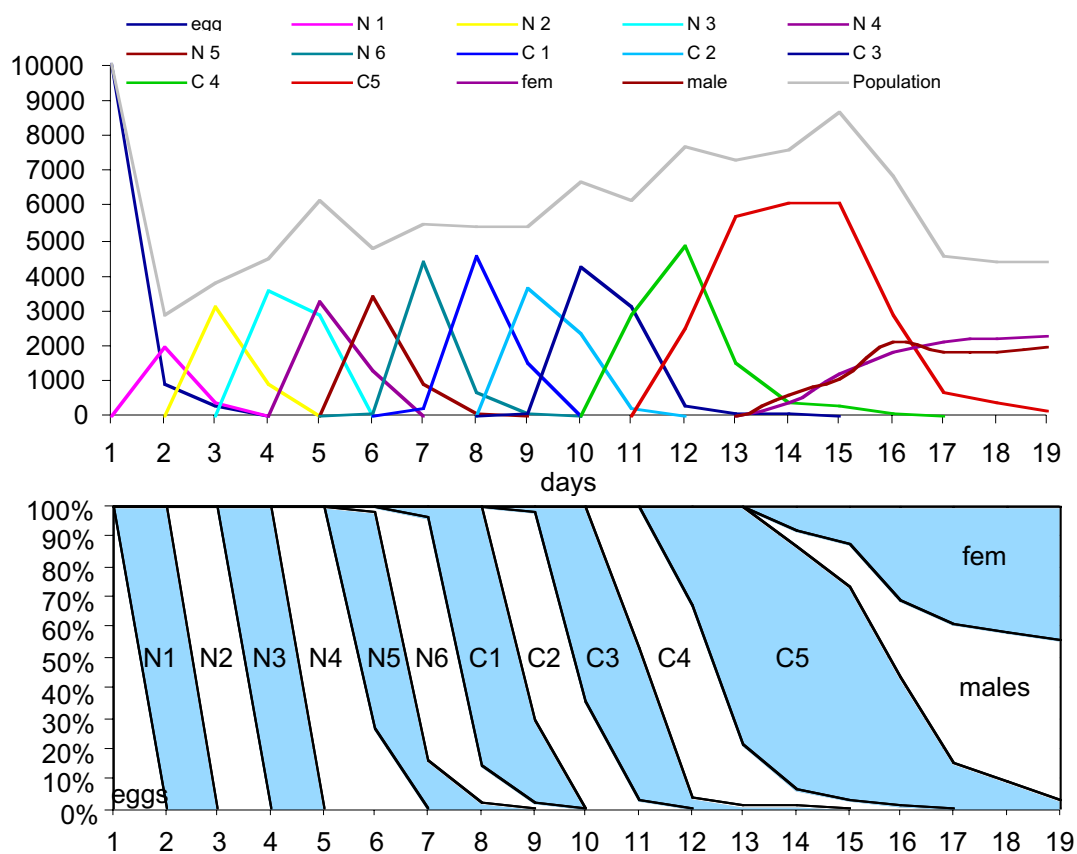 egg N 1 N 2 N 3 N 4
N 5 N 6 C 1 C 2 C 3
C 4 C5 fem male Population
10000
9000
8000
7000
6000
5000
4000
3000
2000
1000
0
1 2 3 4 5 6 7 8 9 10 11 12 13 14 15 16 17 18 19
days
100%
90%
80%
70%
60%
50%
40%
30%
20%
10%
0%
fem
N1 N2 N3 N4 N5 N6 C1 C2 C3 C4 C5
males
eggs
1 2 3 4 5 6 7 8 9 10 11 12 13 14 15 16 17 18 19